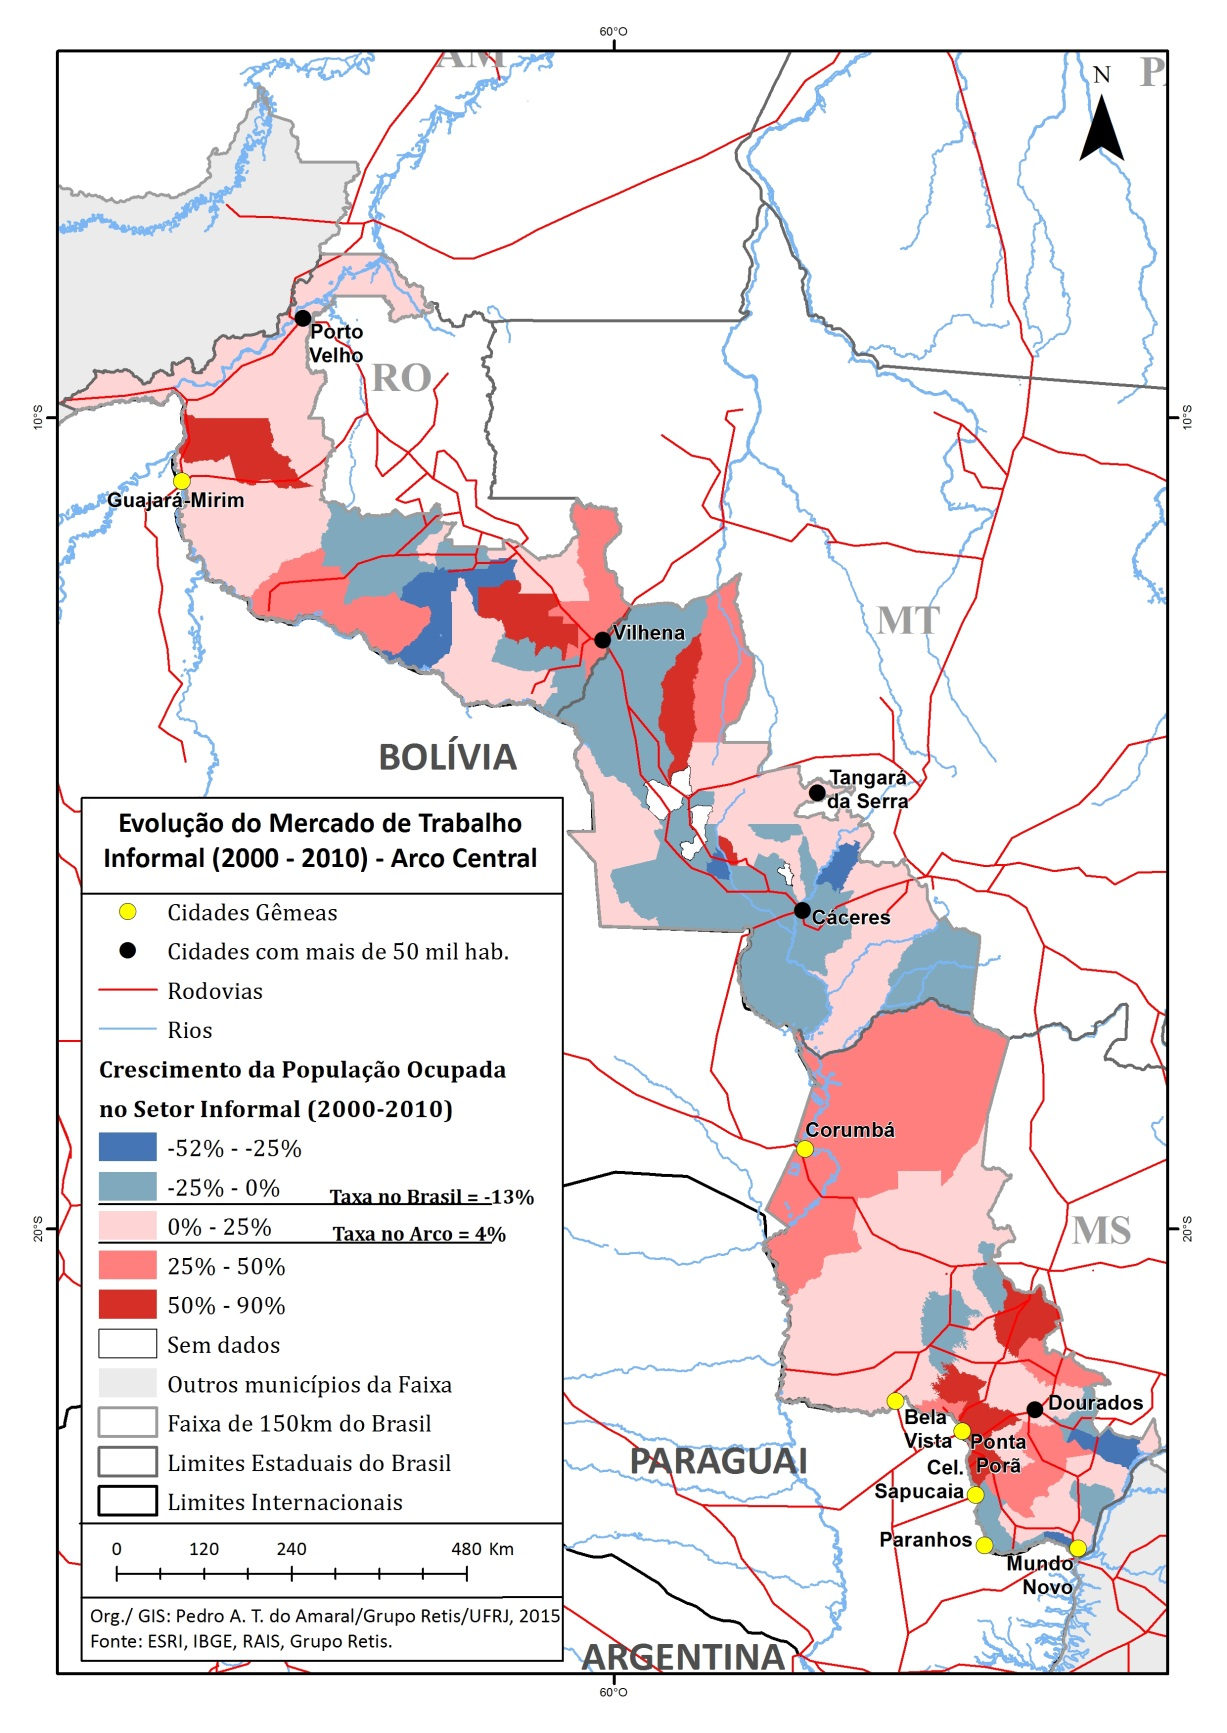 60°O
AM
N
P
Porto
Velho
RO
10°S
10°S
Guajará-Mirim
Vilhena
MT
BOLÍVIA
Tangará
da Serra
Cáceres
Evolução do Mercado de Trabalho
Informal (2000 - 2010) - Arco Central
Cidades Gêmeas
Cidades com mais de 50 mil hab.
Rodovias
Rios
Crescimento da População Ocupada
no Setor Informal (2000-2010)
-52% - -25%
-25% - 0%
Taxa no Brasil = -13%
0% - 25%
Taxa no Arco = 4%
25% - 50%
50% - 90%
Sem dados
Outros municípios da Faixa
Faixa de 150km do Brasil
Limites Estaduais do Brasil
Limites Internacionais
0 120 240 480 Km
Org./ GIS: Pedro A. T. do Amaral/Grupo Retis/UFRJ, 2015
Fonte: ESRI, IBGE, RAIS, Grupo Retis.
Corumbá
20°S
MS
20°S
Dourados
Bela
Vista
Ponta
Porã
PARAGUAI
Cel.
Sapucaia
Paranhos
Mundo
Novo
ARGENTINA
60°O